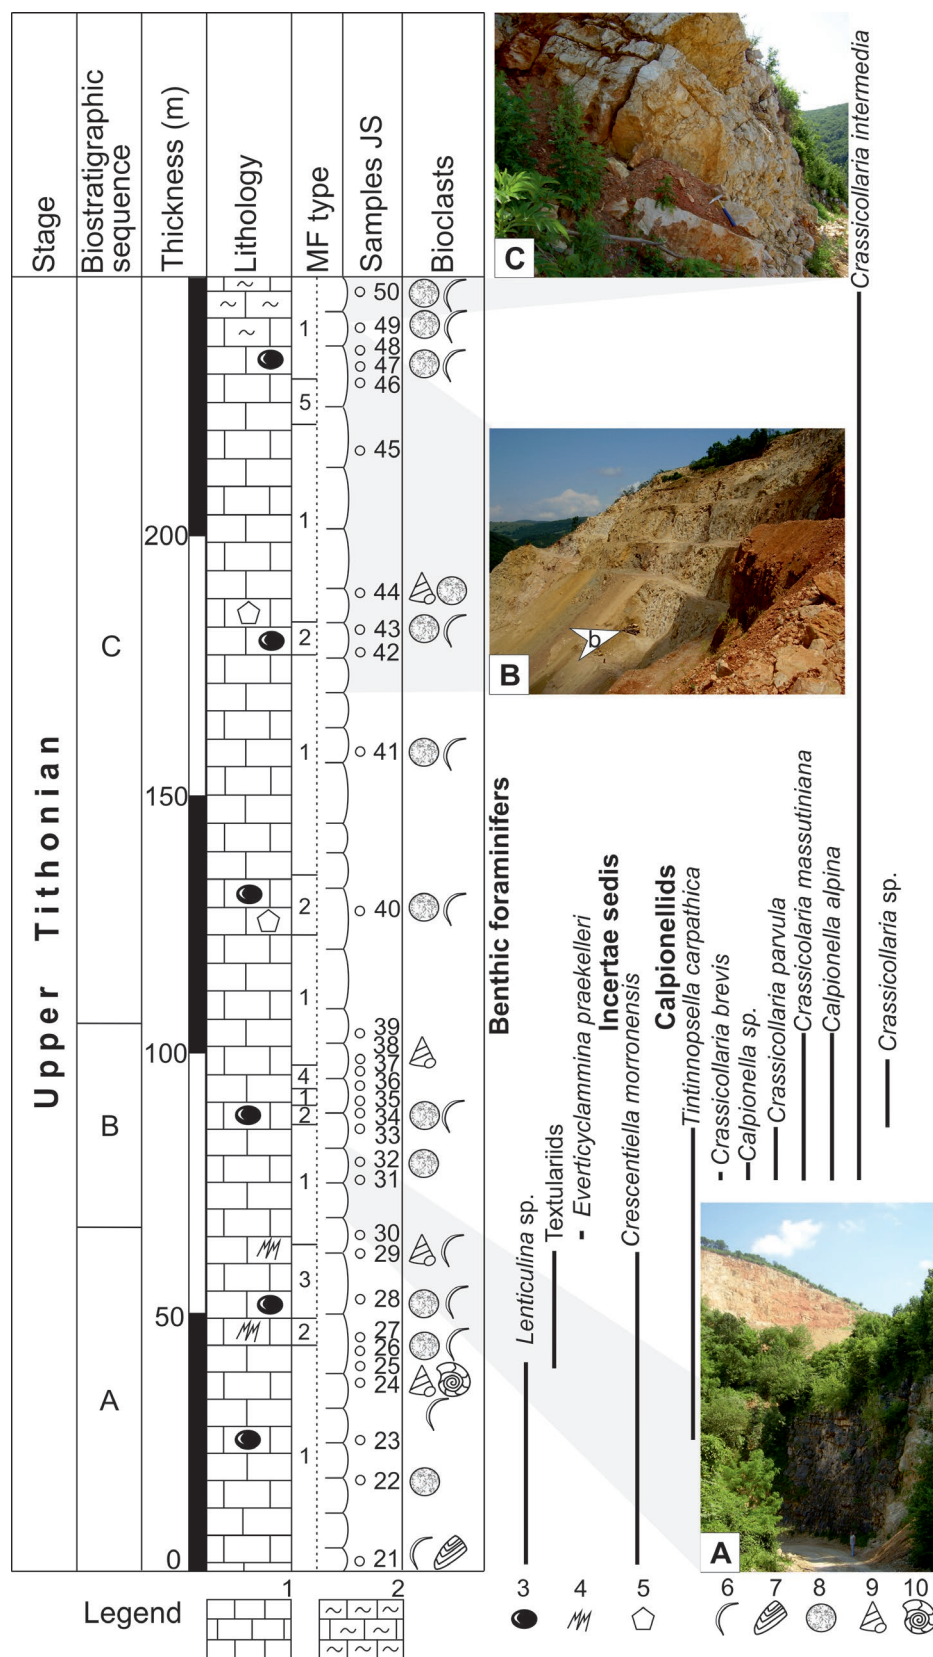 Stage
Biostratigraphic
sequence
Thickness (m)
Lithology
MF type
Samples JS
Bioclasts
Upper Tithonian
C
B
A
200
150
100
50
0
1
5
1
2
1
2
1
4
1
2
1
3
2
1
50
49
48
47
46
45
44
43
42
41
40
39
38
37
36
35
34
33
32
31
30
29
28
27
26
25
24
23
22
21
C
B
b
A
Benthic foraminifers
Lenticulina sp.
Textulariids
Everticyclammina praekelleri
Incertae sedis
Crescentiella morronensis
Calpionellids
Tintinnopsella carpathica
Crassicollaria brevis
Calpionella sp.
Crassicollaria parvula
Crassicolaria massutiniana
Calpionella alpina
Crassicollaria intermedia
Crassicollaria sp.
Legend
1
2
3
4
5
6
7
8
9
10